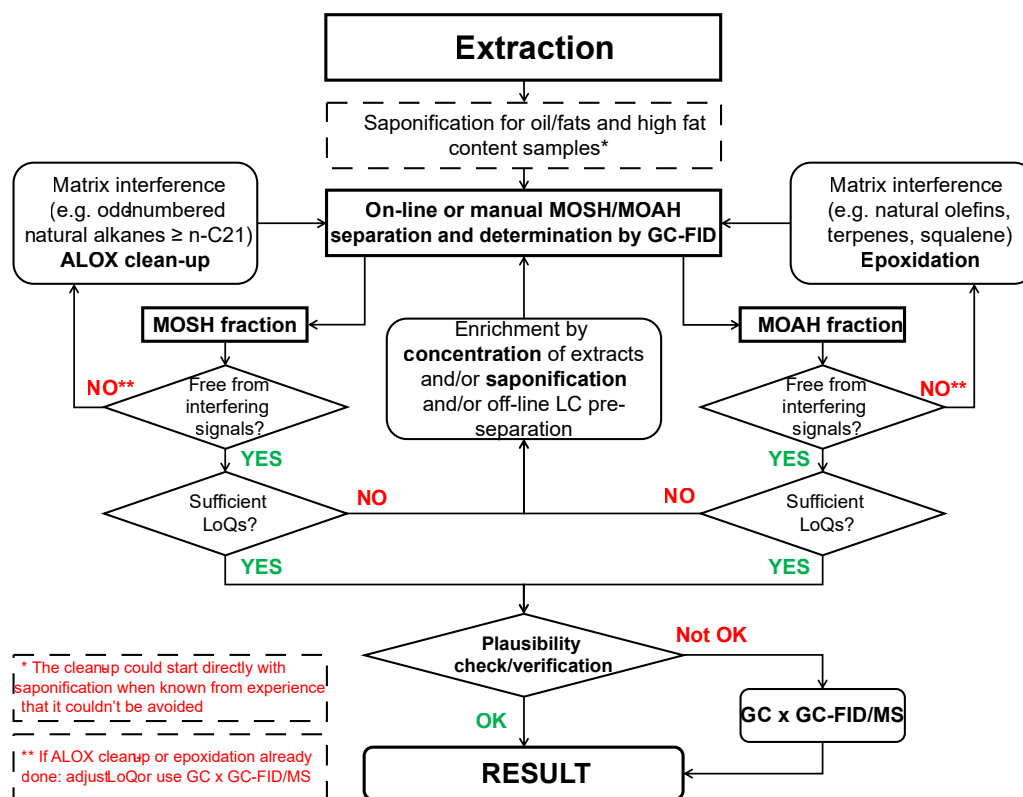 Extraction
Saponification for oil/fats and high fat
content samples*
Matrix interference
(e.g. odd-numbered
natural alkanes ≥ n-C21)
ALOX clean-up
On-line or manual MOSH/MOAH
separation and determination by GC-FID
Matrix interference
(e.g. natural olefins,
terpenes, squalene)
Epoxidation
MOSH fraction
Enrichment by
concentration of extracts
and/or saponification
and/or off-line LC pre-
separation
MOAH fraction
NO**
Free from
interfering
signals?
Free from
interfering
signals?
NO**
YES
YES
Sufficient
LoQs?
NO
NO
Sufficient
LoQs?
YES
YES
Plausibility
check/verification
Not OK
* The cleanup could start directly with
saponification when known from experience
that it couldn't be avoided
OK
GC x GC-FID/MS
** If ALOX cleanup or epoxidation already
done: adjust LoQ or use GC x GC-FID/MS
RESULT